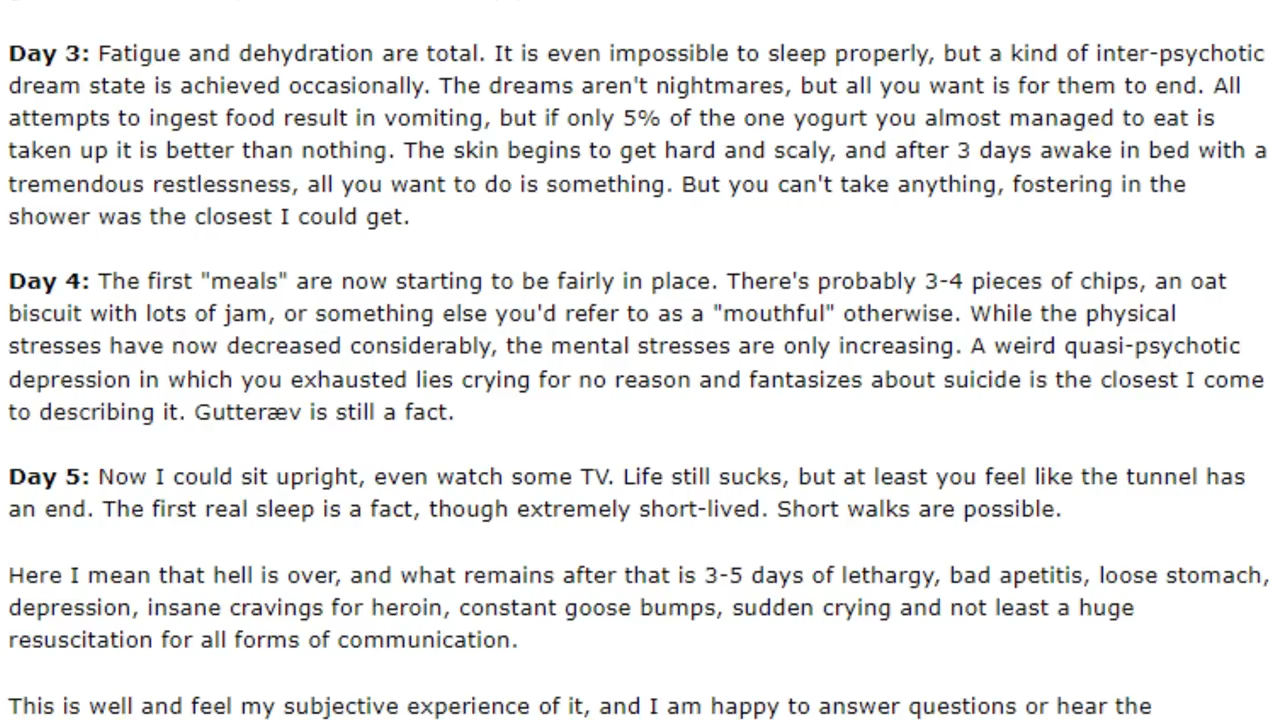 Day 3: Fatigue and dehydration are total. It is even impossible to sleep properly, but a kind of inter-psychotic
dream state is achieved occasionally. The dreams aren't nightmares, but all you want is for them to end. All
attempts to ingest food result in vomiting, but if only 5% of the one yogurt you almost managed to eat is
taken up it is better than nothing. The skin begins to get hard and scaly, and after 3 days awake in bed with a
tremendous restlessness, all you want to do is something. But you can't take anything, fostering in the
shower was the closest I could get.
Day 4: The first "meals" are now starting to be fairly in place. There's probably 3-4 pieces of chips, an oat
biscuit with lots of jam, or something else you'd refer to as a "mouthful" otherwise. While the physical
stresses have now decreased considerably, the mental stresses are only increasing. A weird quasi-psychotic
depression in which you exhausted lies crying for no reason and fantasizes about suicide is the closest I come
to describing it. Gutteræv is still a fact.
Day 5: Now I could sit upright, even watch some TV. Life still sucks, but at least you feel like the tunnel has
an end. The first real sleep is a fact, though extremely short-lived. Short walks are possible.
Here I mean that hell is over, and what remains after that is 3-5 days of lethargy, bad apetitis, loose stomach,
depression, insane cravings for heroin, constant goose bumps, sudden crying and not least a huge
resuscitation for all forms of communication.
This is well and feel my subjective experience of it, and I am happy to answer questions or hear the